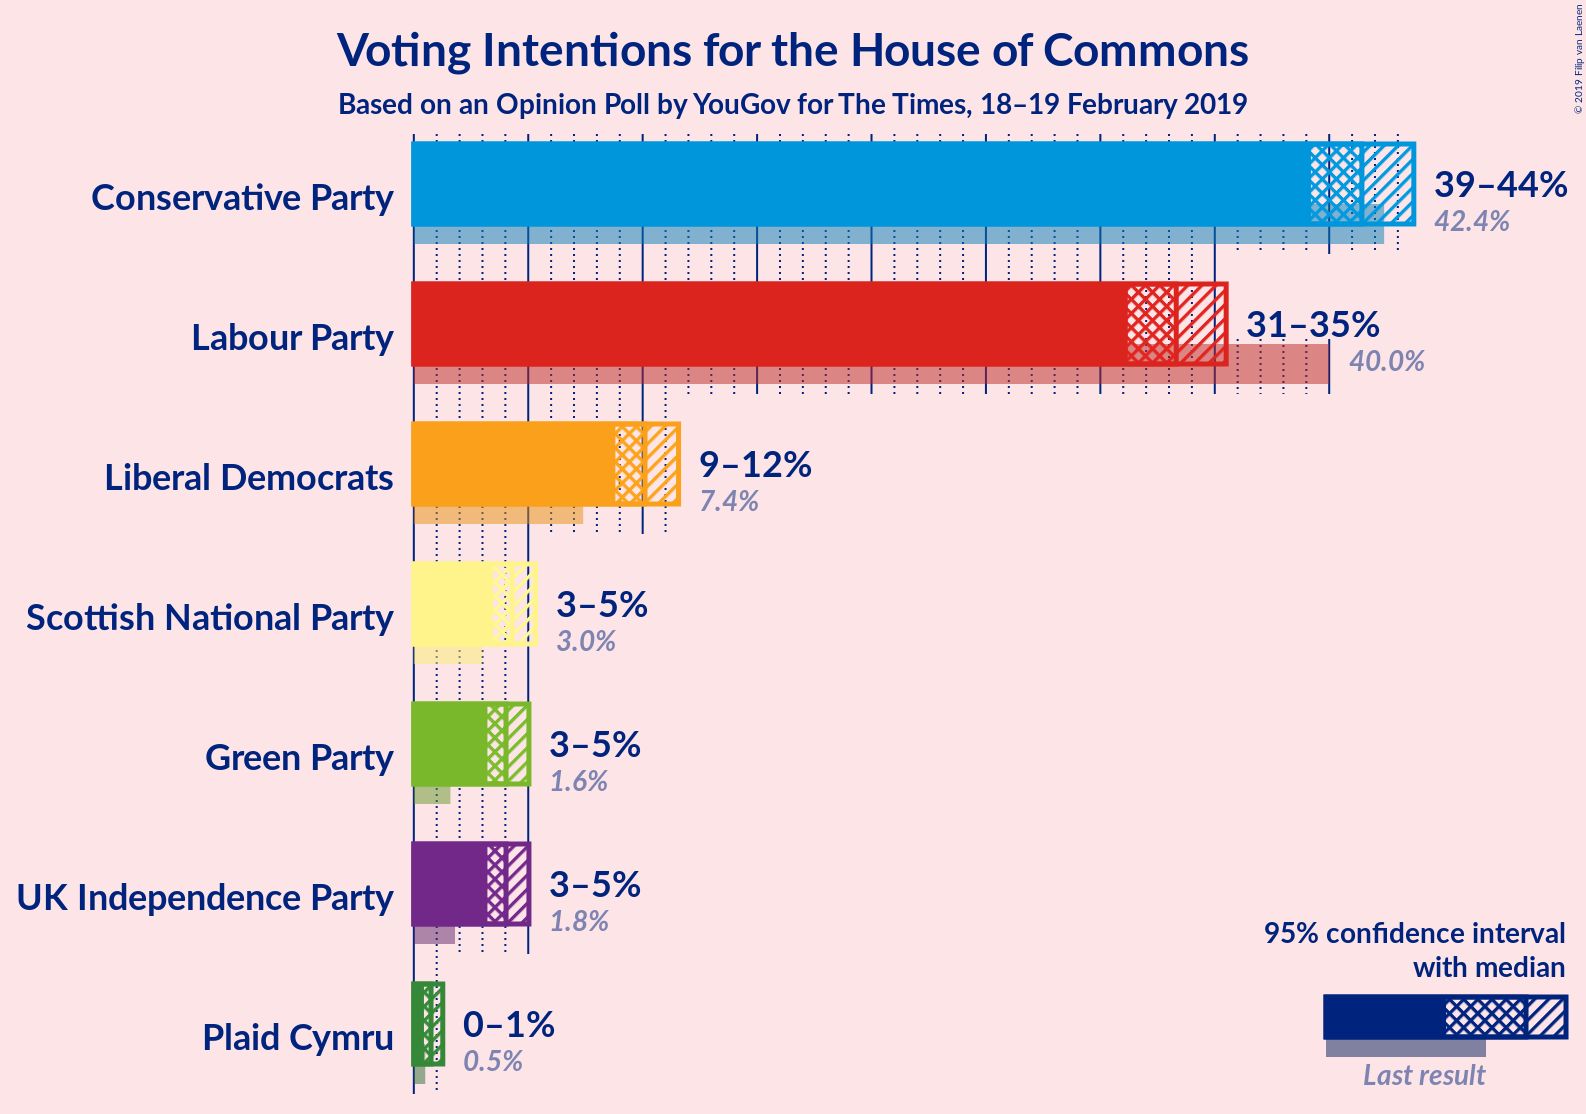 Voting Intentions for the House of Commons
Based on an Opinion Poll by YouGov for The Times, 18–19 February 2019
© 2019 Filip van Laenen
Conservative Party
39–44%
42.4%
Labour Party
31–35%
40.0%
Liberal Democrats
9–12%
7.4%
Scottish National Party
3–5%
3.0%
Green Party
3–5%
1.6%
UK Independence Party
3–5%
1.8%
Plaid Cymru
0–1%
0.5%
95% confidence interval
with median
Last result